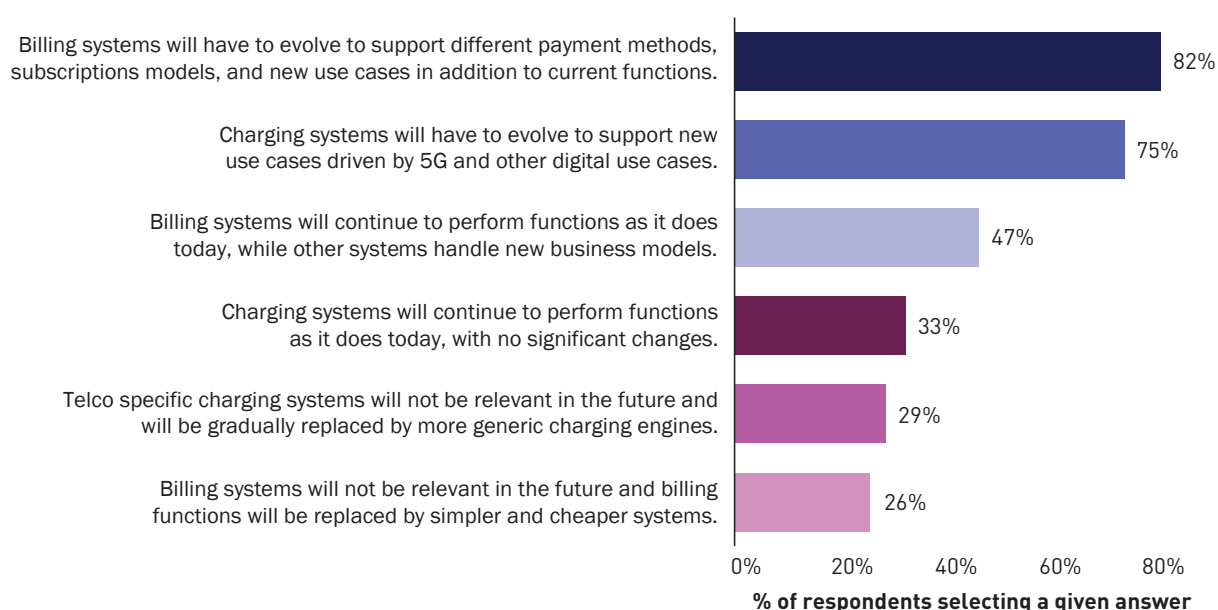 Billing systems will have to evolve to support different payment methods,
subscriptions models, and new use cases in addition to current functions.
82%
Charging systems will have to evolve to support new
use cases driven by 5G and other digital use cases.
75%
Billing systems will continue to perform functions as it does
today, while other systems handle new business models.
47%
Charging systems will continue to perform functions
as it does today, with no significant changes.
33%
Telco specific charging systems will not be relevant in the future and
will be gradually replaced by more generic charging engines.
29%
Billing systems will not be relevant in the future and billing
functions will be replaced by simpler and cheaper systems.
26%
0% 20% 40% 60% 80%
% of respondents selecting a given answer